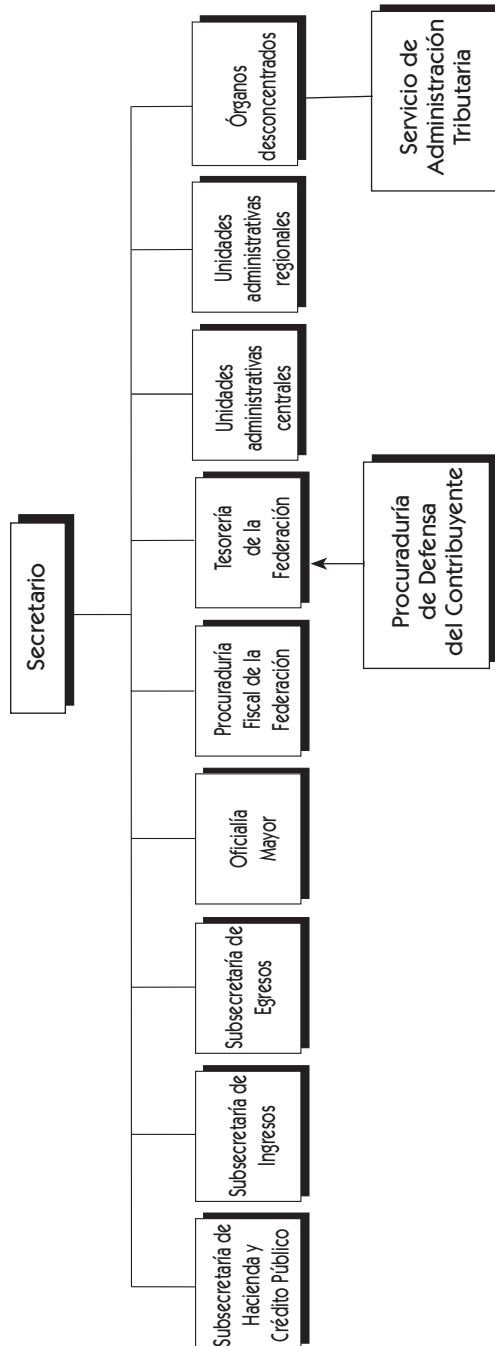 Secretario
Subsecretaría de
Hacienda y
Crédito Público
Subsecretaría de
Ingresos
Subsecretaría de
Egresos
Oficialía
Mayor
Procuraduría
Fiscal de la
Federación
Tesorería
de la
Federación
Unidades
administrativas
centrales
Unidades
administrativas
regionales
Órganos
desconcentrados
Procuraduría
de Defensa
del Contribuyente
Servicio de
Administración
Tributaria